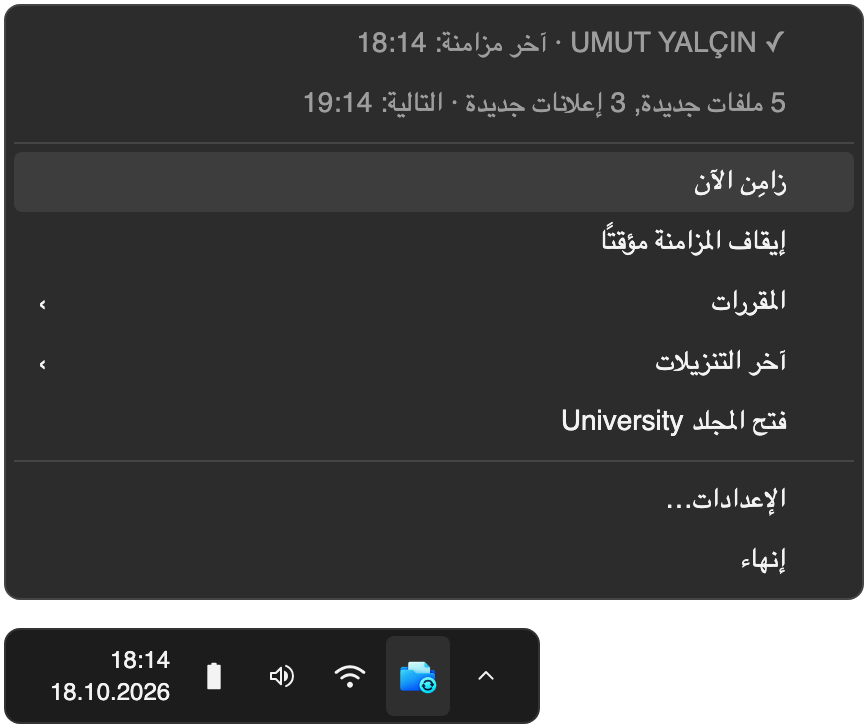 ✓ UMUT YALÇIN · آخر مزامنة: 18:14
5 ملفات جديدة, 3 إعلانات جديدة · التالية: 19:14
زامِن الآن
إيقاف المزامنة مؤقتًا
المقررات
آخر التنزيلات
فتح المجلد University
الإعدادات...
إنهاء
18:14
18.10.2026